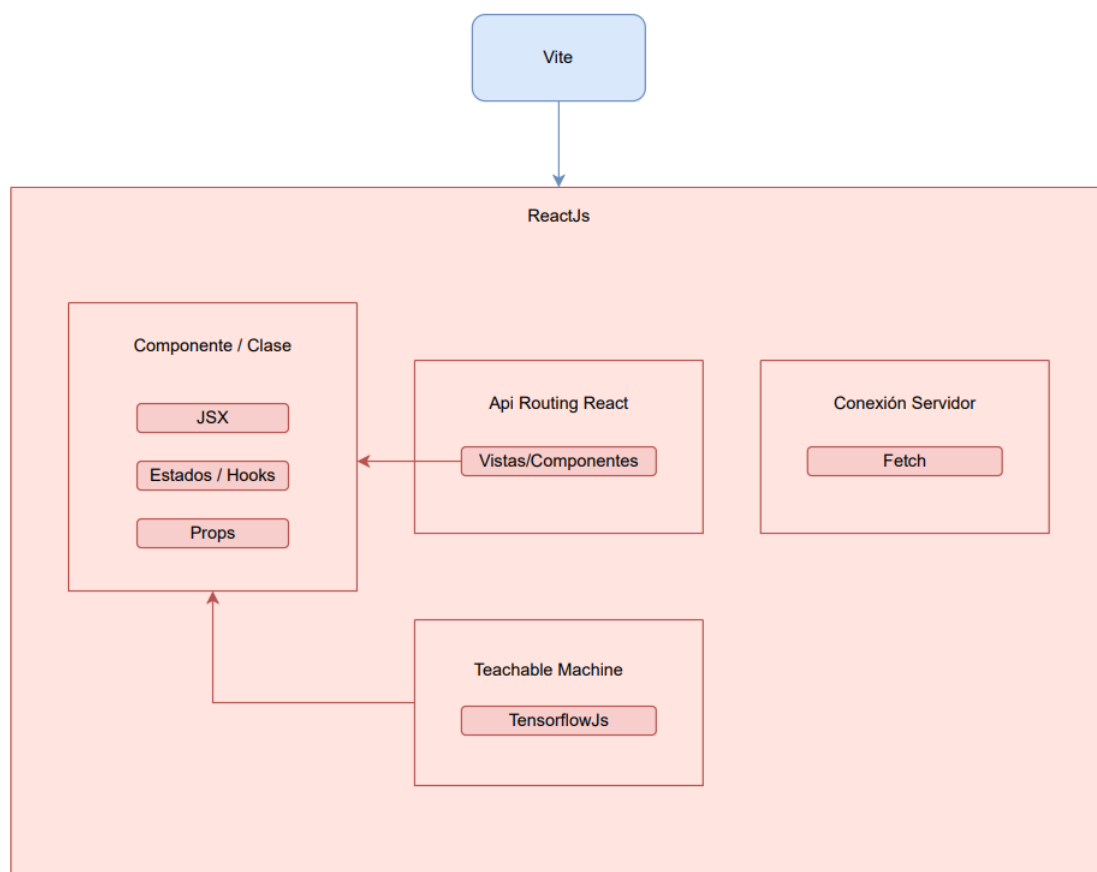 Vite
ReactJs
Componente / Clase
JSX
Estados / Hooks
Props
Api Routing React
Vistas/Componentes
Conexión Servidor
Fetch
Teachable Machine
TensorflowJs